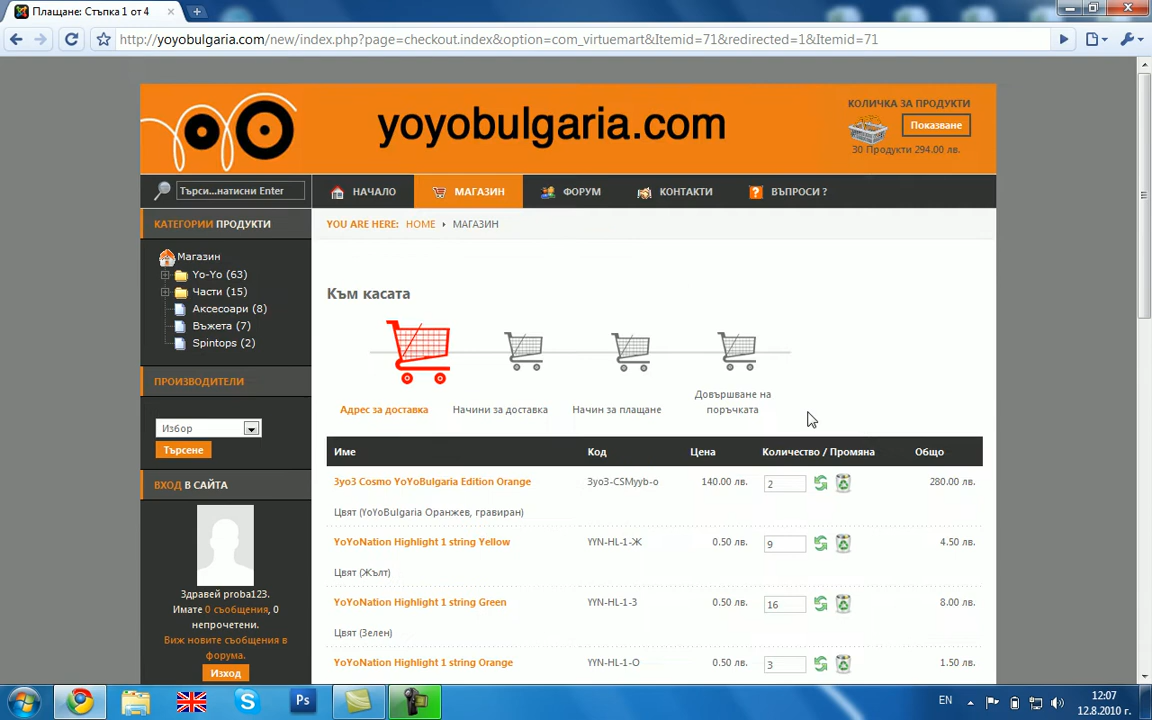 Плащане: Стъпка 1 от 4
http://yoyobulgaria.com/new/index.php?page=checkout.index&option=com_virtuemart&Itemid=71&redirected=1&Itemid=71
yoyobulgaria.com
КОЛИЧКА ЗА ПРОДУКТИ
Показване
30 Продукти 294.00 лв.
Търси...натисни Enter
НАЧАЛО
МАГАЗИН
ФОРУМ
КОНТАКТИ
ВЪПРОСИ ?
КАТЕГОРИИ ПРОДУКТИ
YOU ARE HERE: HOME МАГАЗИН
Магазин
Yo-Yo (63)
Части (15)
Аксесоари (8)
Въжета (7)
Spintops (2)
ПРОИЗВОДИТЕЛИ
Избор
Търсене
ВХОД В САЙТА
Здравей proba123.
Имате 0 съобщения, 0
непрочетени.
Виж новите съобщения в
форума.
Изход
Към касата
Адрес за доставка
Начини за доставка
Начин за плащане
Довършване на
поръчката
Име Код Цена Количество / Промяна Общо
3yo3 Cosmo YoYoBulgaria Edition Orange 3yo3-CSMyyb-o 140.00 лв. 2 280.00 лв.
Цвят (YoYoBulgaria Оранжев, гравиран)
YoYoNation Highlight 1 string Yellow YYN-HL-1-Ж 0.50 лв. 9 4.50 лв.
Цвят (Жълт)
YoYoNation Highlight 1 string Green YYN-HL-1-З 0.50 лв. 16 8.00 лв.
Цвят (Зелен)
YoYoNation Highlight 1 string Orange YYN-HL-1-О 0.50 лв. 3 1.50 лв.
Ps
EN
12:07
12.8.2010 г.